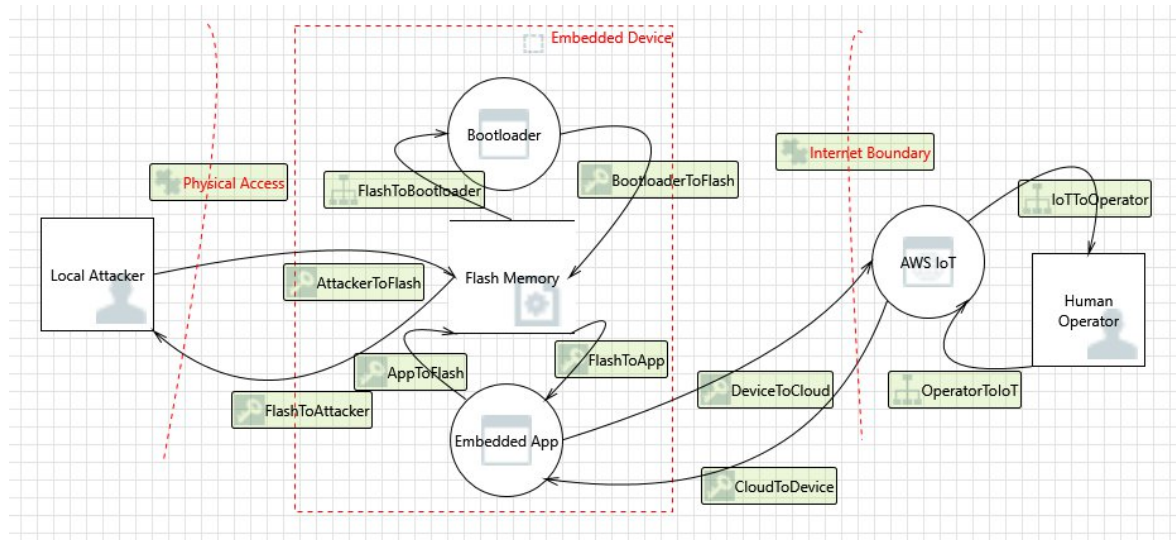 Embedded Device
Bootloader
Internet Boundary
Physical Access
FlashToBootloader
BootloaderToFlash
IoTToOperator
Local Attacker
AttackerToFlash
Flash Memory
AWS IoT
Human
Operator
AppToFlash
FlashToApp
DeviceToCloud
OperatorToIoT
FlashToAttacker
Embedded App
CloudToDevice